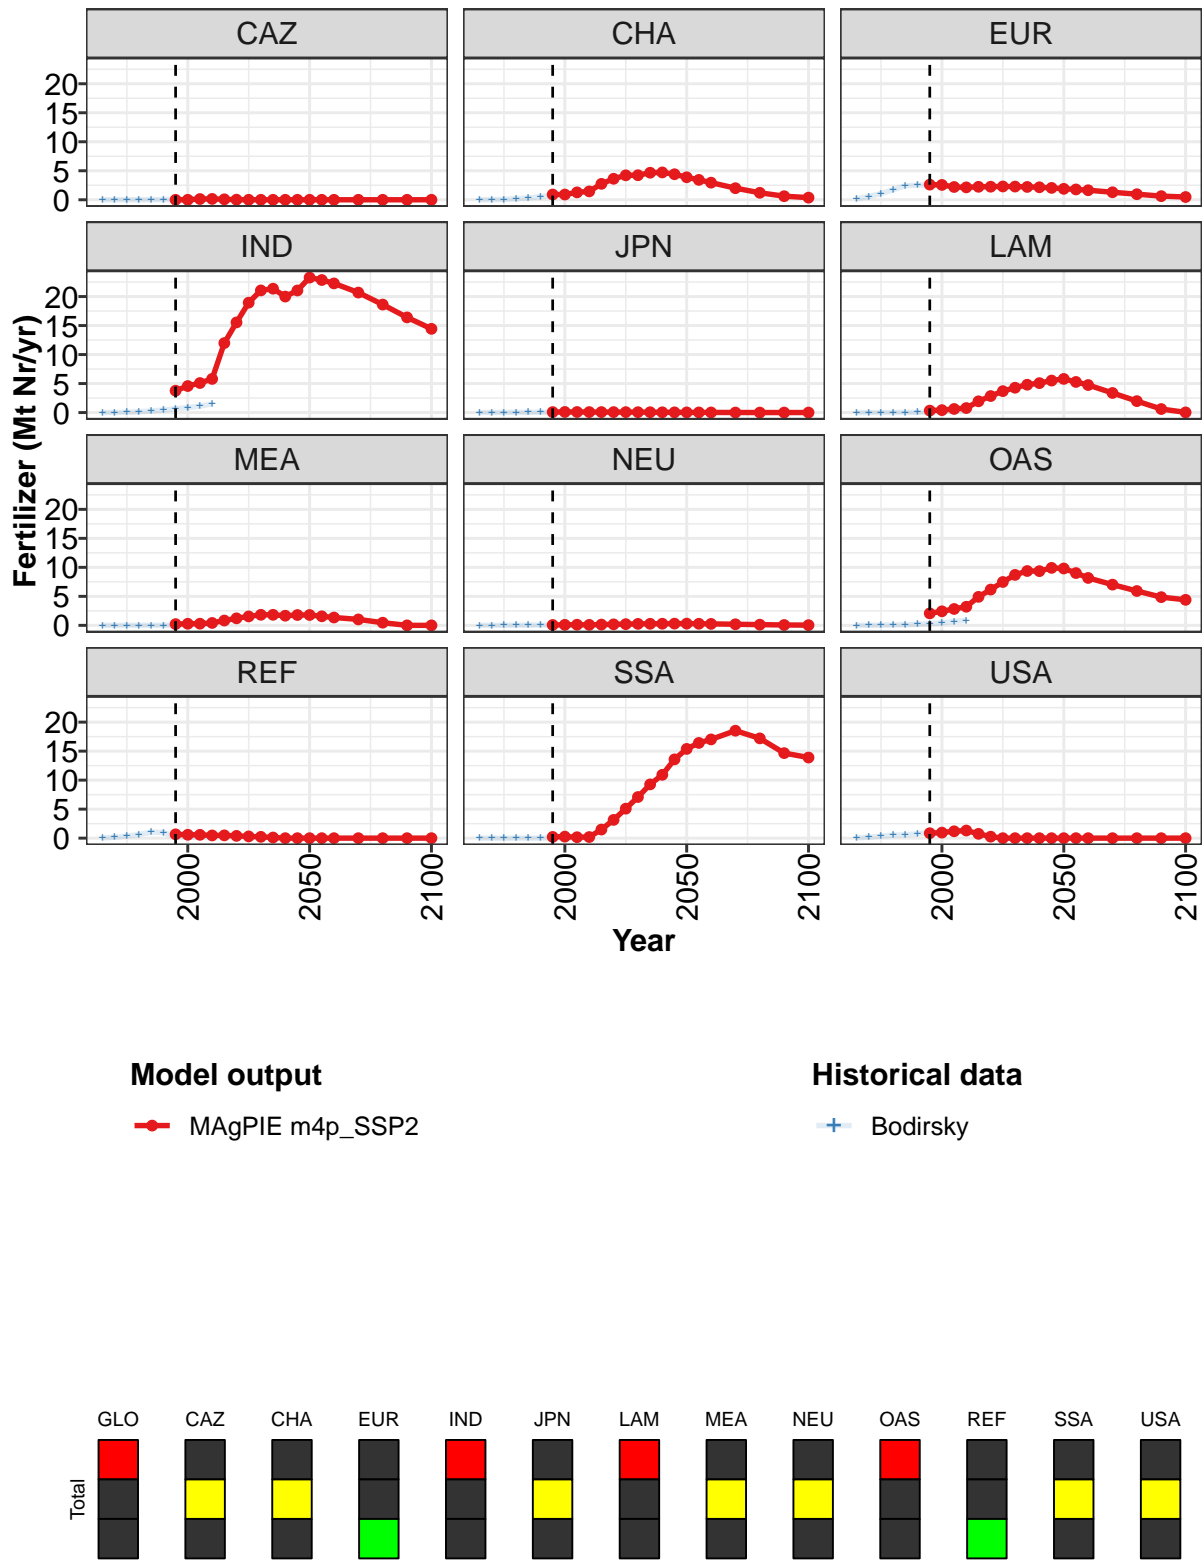 CAZ CHA EUR
20
15
10
5
0
IND JPN LAM
20
15
10
5
0
MEA NEU OAS
20
15
10
5
0
REF SSA USA
20
15
10
5
0
Fertilizer (Mt Nr/yr)
2000 2050 2100 2000 2050 2100 2000 2050 2100
Year
Model output Historical data
MAgPIE m4p_SSP2 Bodirsky
GLO CAZ CHA EUR IND JPN LAM MEA NEU OAS REF SSA USA
Total